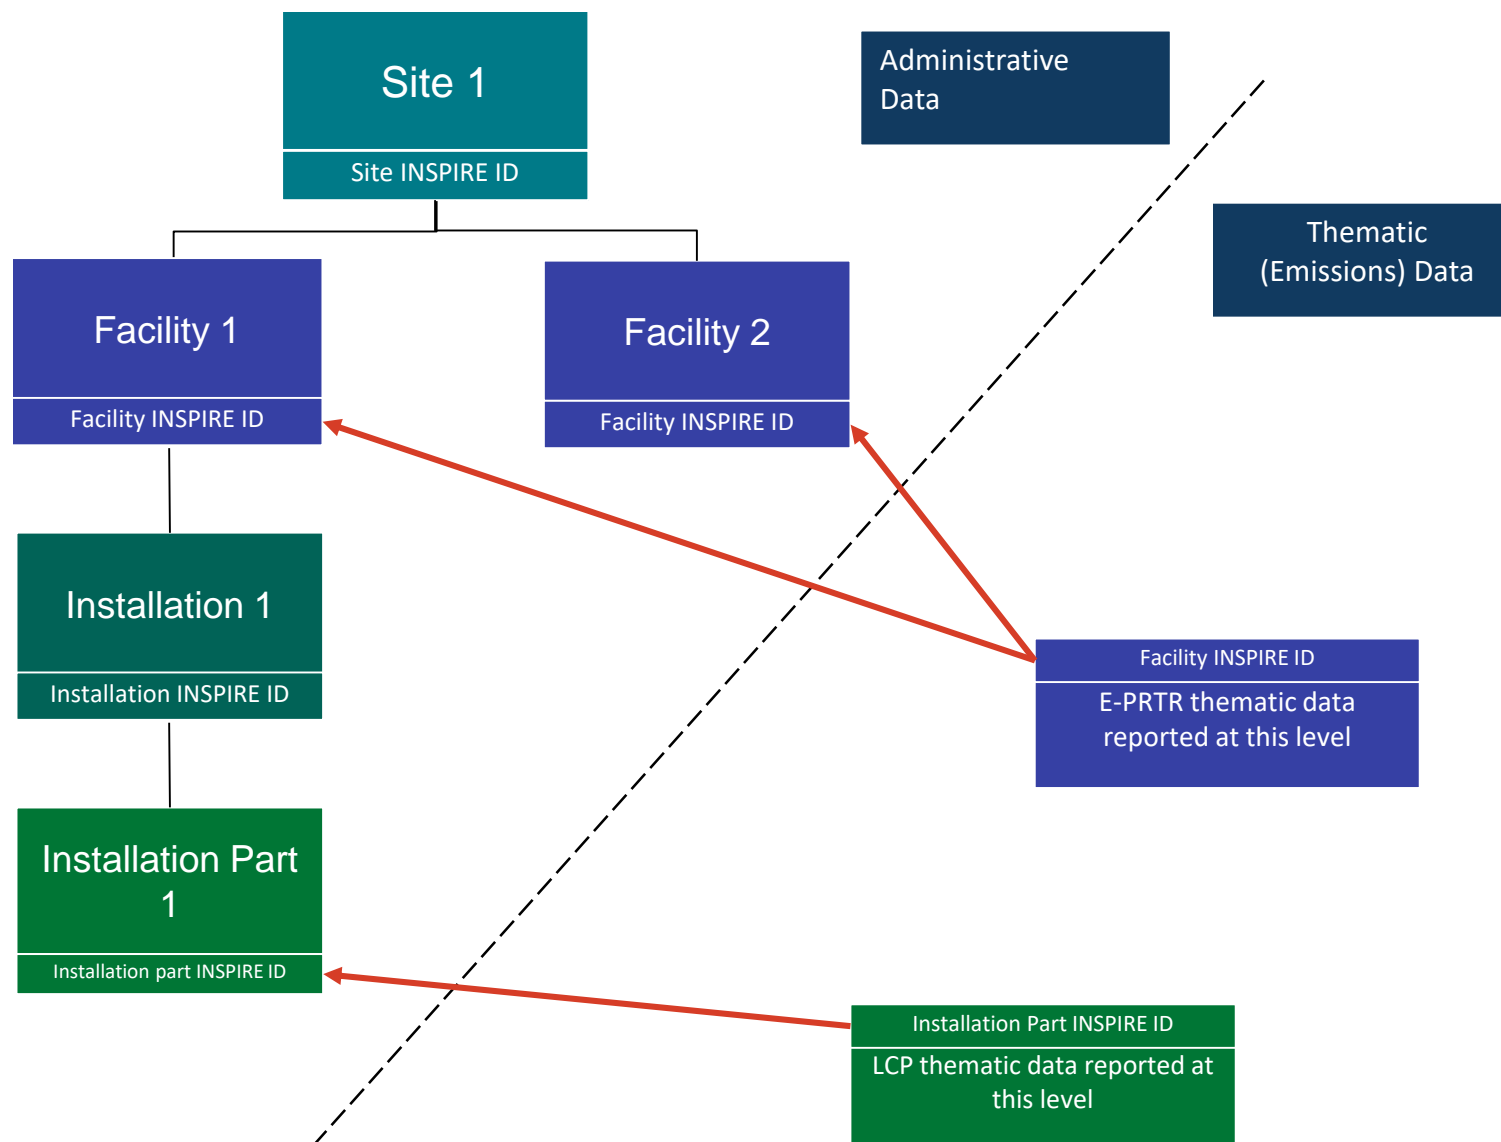 Site 1
Site INSPIRE ID
Administrative
Data
Thematic
(Emissions) Data
Facility 1
Facility INSPIRE ID
Facility 2
Facility INSPIRE ID
Installation 1
Installation INSPIRE ID
Facility INSPIRE ID
E-PRTR thematic data
reported at this level
Installation Part
1
Installation part INSPIRE ID
Installation Part INSPIRE ID
LCP thematic data reported at
this level